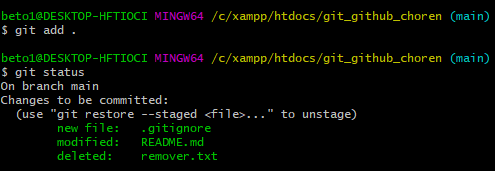 beto1@DESKTOP-HFTIOCI MINGW64 /c/xampp/htdocs/git_github_choren (main)
$ git add .
beto1@DESKTOP-HFTIOCI MINGW64 /c/xampp/htdocs/git_github_choren (main)
$ git status
On branch main
Changes to be committed:
  (use "git restore --staged <file>..." to unstage)
        new file:   .gitignore
        modified:   README.md
        deleted:    remover.txt